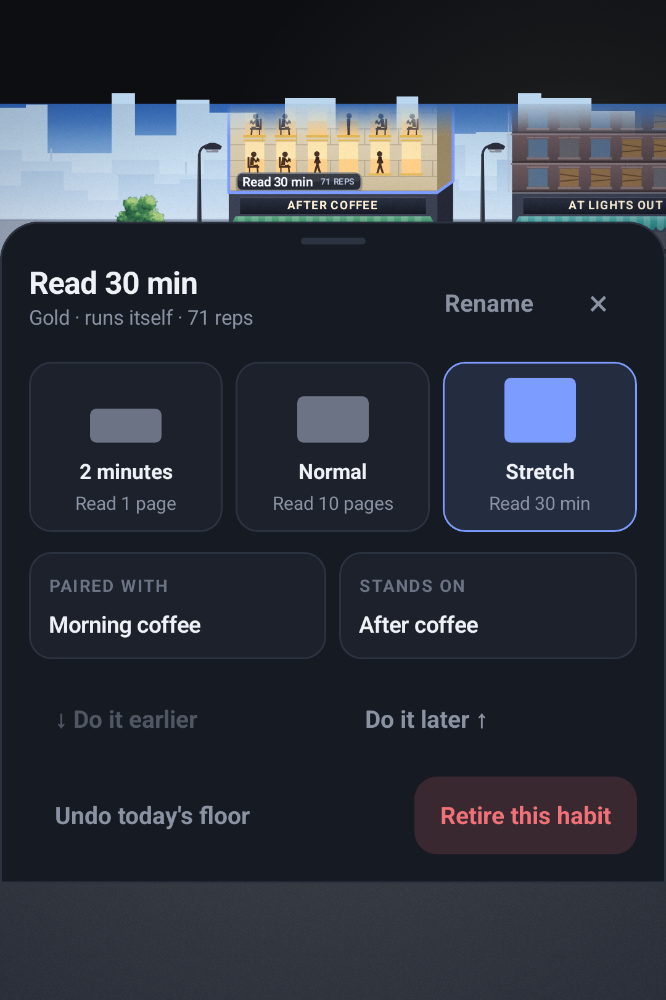 Read 30 min 71 REPS
AFTER COFFEE
AT LIGHTS OUT
Read 30 min
Gold · runs itself · 71 reps
Rename ×
2 minutes
Read 1 page
Normal
Read 10 pages
Stretch
Read 30 min
PAIRED WITH
Morning coffee
STANDS ON
After coffee
↓ Do it earlier
Do it later ↑
Undo today's floor
Retire this habit